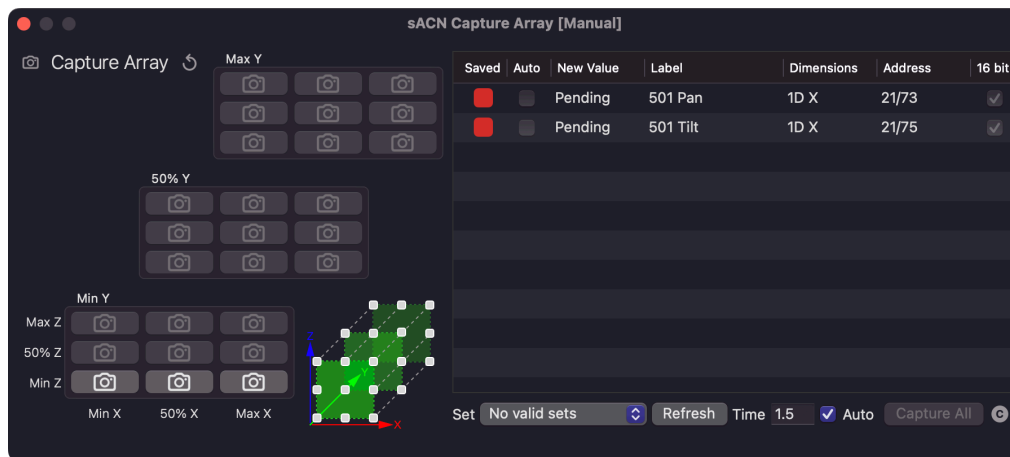 sACN Capture Array [Manual]
Capture Array
Max Y
50% Y
Min Y
Max Z
50% Z
Min Z
Min X 50% X Max X
Z
Y
X
Saved Auto New Value Label Dimensions Address 16 bit
Pending 501 Pan 1D X 21/73
Pending 501 Tilt 1D X 21/75
Set No valid sets Refresh Time 1.5 Auto Capture All C